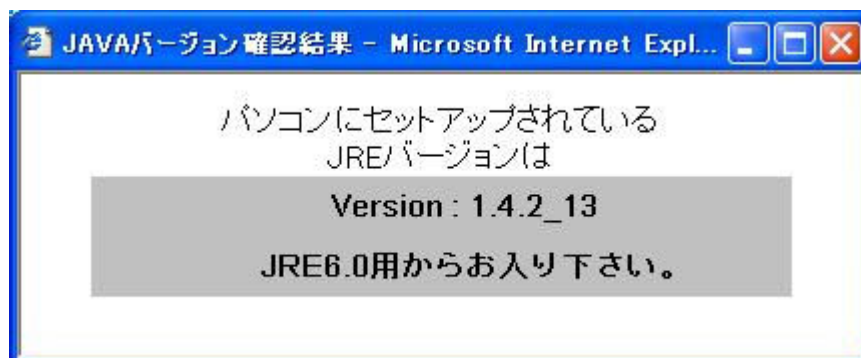 JAVAバージョン確認結果 - Microsoft Internet Expl...
パソコンにセットアップされている
JREバージョンは
Version : 1.4.2_13
JRE6.0用からお入り下さい。